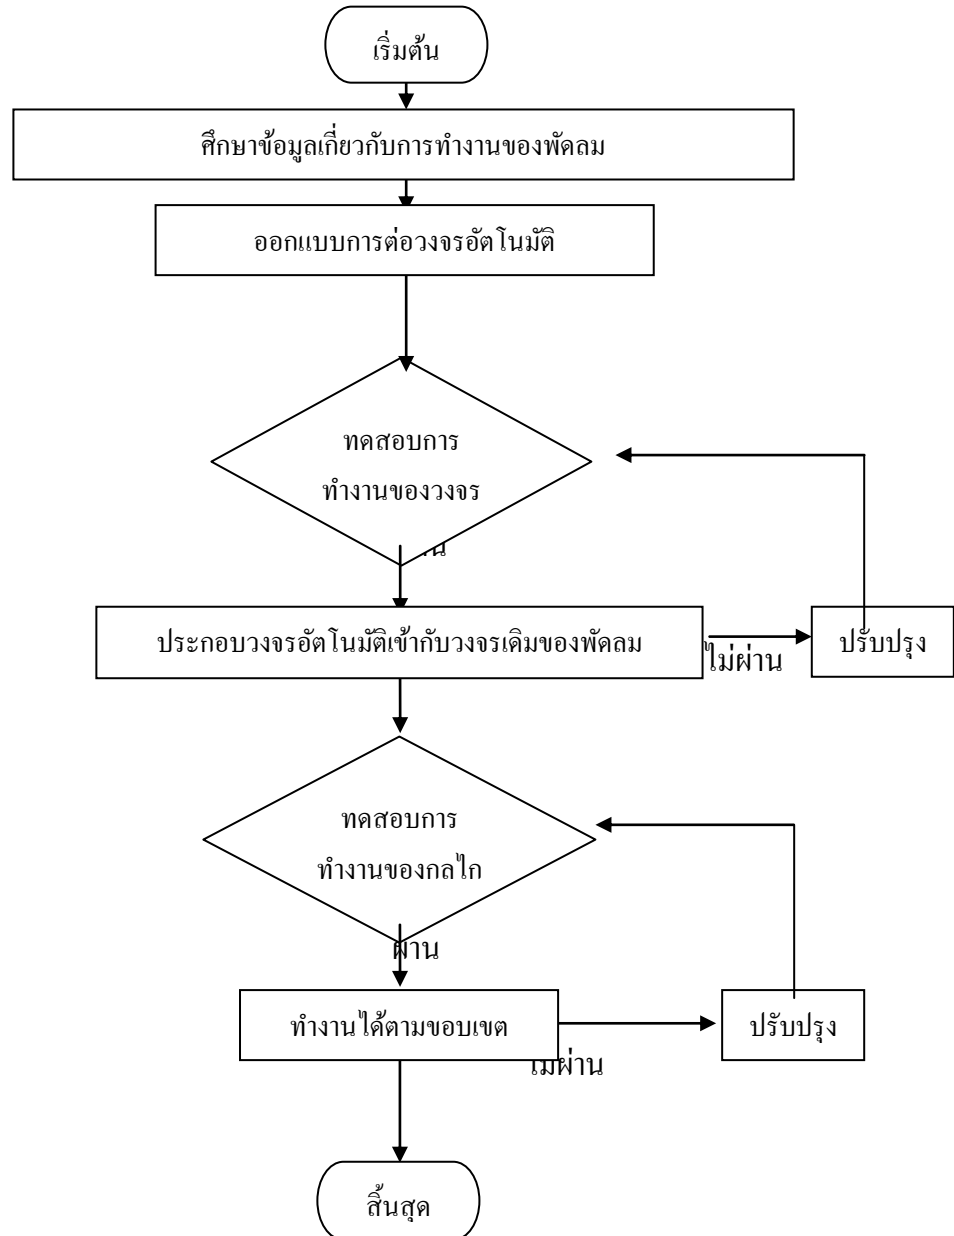 เริ่มต้น
ศึกษาข้อมูลเกี่ยวกับการทำงานของพัดลม
ออกแบบการต่อวงจรอัตโนมัติ
ทดสอบการ
ทำงานของวงจร
ประกอบวงจรอัตโนมัติเข้ากับวงจรเดิมของพัดลม
ไม่ผ่าน
ปรับปรุง
ทดสอบการ
ทำงานของกลไก
ผ่าน
ทำงานได้ตามขอบเขต
ปรับปรุง
ไม่ผ่าน
สิ้นสุด